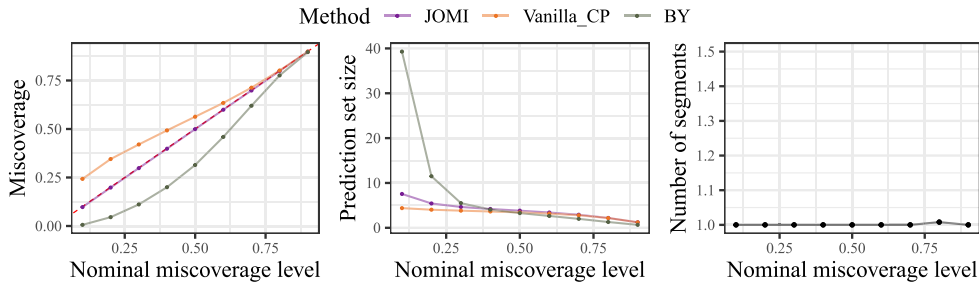 Method JOMI Vanilla_CP BY
Miscoverage
0.75
0.50
0.25
0.00
0.25 0.50 0.75
Nominal miscoverage level
Prediction set size
40
30
20
10
0
0.25 0.50 0.75
Nominal miscoverage level
Number of segments
1.5
1.4
1.3
1.2
1.1
1.0
0.25 0.50 0.75
Nominal miscoverage level